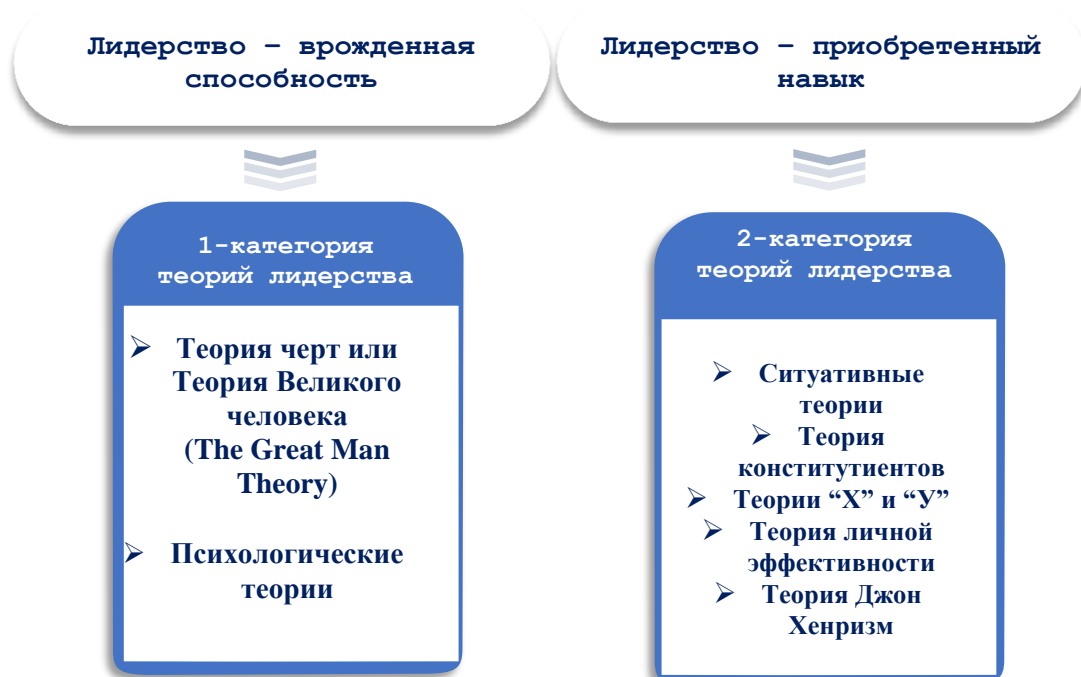 Лидерство – врожденная
способность
Лидерство – приобретенный
навык
1-категория
теорий лидерства
➢ Теория черт или
Теория Великого
человека
(The Great Man
Theory)
➢ Психологические
теории
2-категория
теорий лидерства
➢ Ситуативные
теории
➢ Теория
конститутиентов
➢ Теории “Х” и “У”
➢ Теория личной
эффективности
➢ Теория Джон
Хенризм